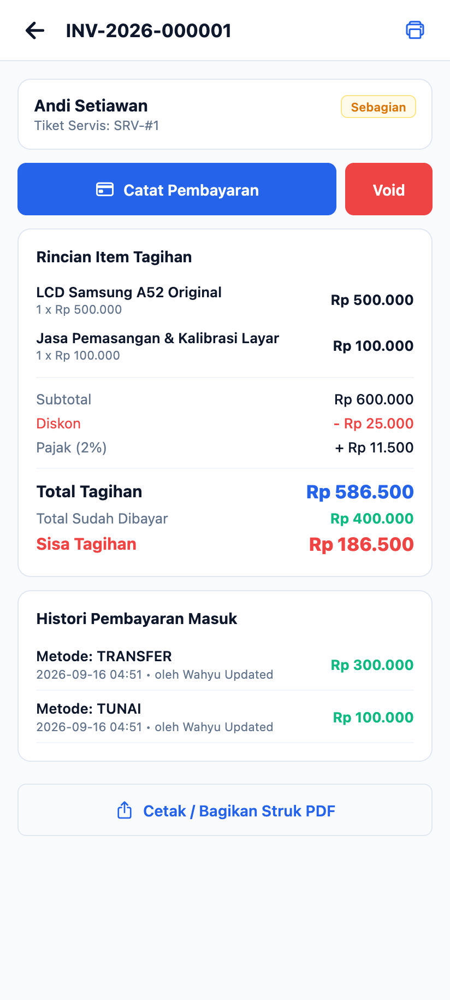 INV-2026-000001
Andi Setiawan
Sebagian
Tiket Servis: SRV-#1
Catat Pembayaran
Void
Rincian Item Tagihan
LCD Samsung A52 Original
1 x Rp 500.000
Rp 500.000
Jasa Pemasangan & Kalibrasi Layar
1 x Rp 100.000
Rp 100.000
Subtotal
Rp 600.000
Diskon
- Rp 25.000
Pajak (2%)
+ Rp 11.500
Total Tagihan
Rp 586.500
Total Sudah Dibayar
Rp 400.000
Sisa Tagihan
Rp 186.500
Histori Pembayaran Masuk
Metode: TRANSFER
2026-09-16 04:51 • oleh Wahyu Updated
Rp 300.000
Metode: TUNAI
2026-09-16 04:51 • oleh Wahyu Updated
Rp 100.000
Cetak / Bagikan Struk PDF